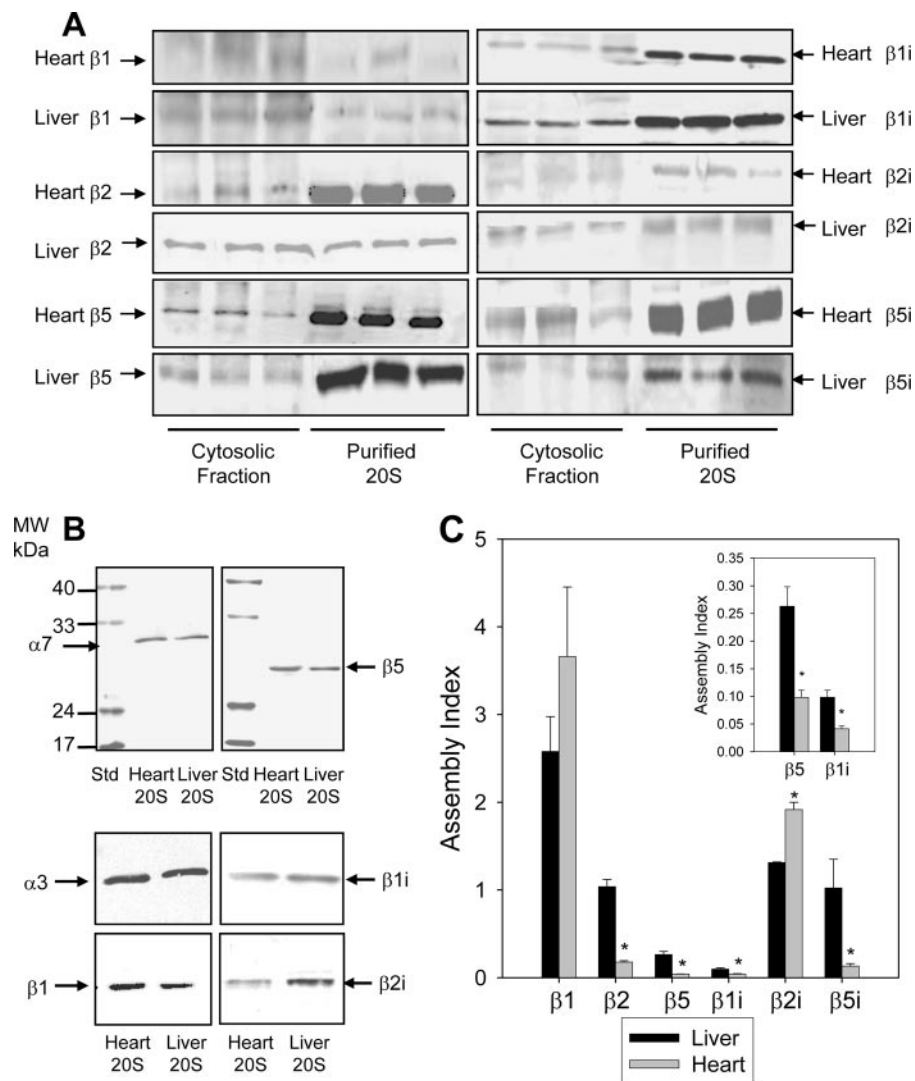 A
Heart β1
Heart β1i
Liver β1
Liver β1i
Heart β2
Heart β2i
Liver β2
Liver β2i
Heart β5
Heart β5i
Liver β5
Liver β5i
Cytosolic Fraction
Purified 20S
Cytosolic Fraction
Purified 20S
B
MW kDa
40
33
α7
24
17
β5
Std Heart 20S Liver 20S
Std Heart 20S Liver 20S
α3
β1i
β1
β2i
Heart 20S Liver 20S
Heart 20S Liver 20S
C
Assembly Index
5
4
3
2
1
0
β1 β2 β5 β1i β2i β5i
* * * * *
Assembly Index
0.35
0.30
0.25
0.20
0.15
0.10
0.05
0.00
* *
β5 β1i
Liver
Heart